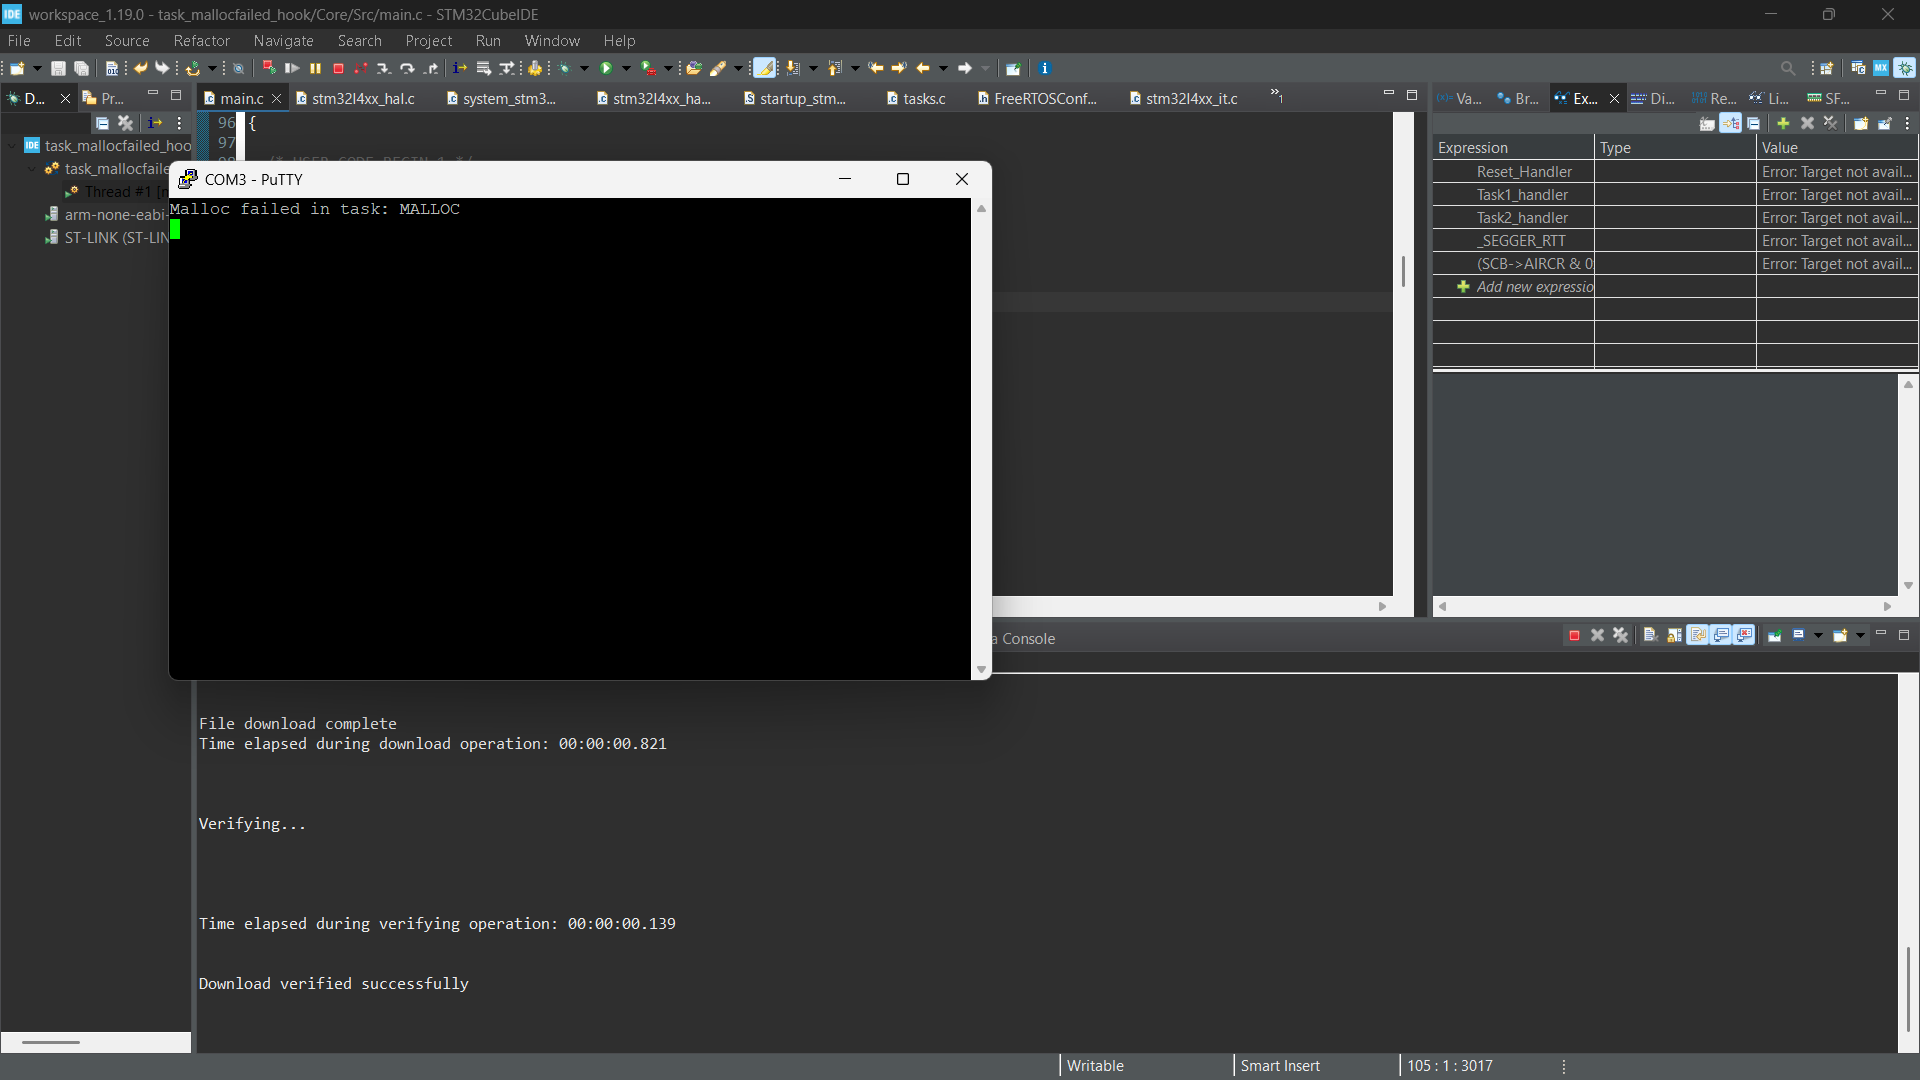 workspace_1.19.0 - task_mallocfailed_hook/Core/Src/main.c - STM32CubeIDE
File Edit Source Refactor Navigate Search Project Run Window Help
D... Pr...
main.c stm32l4xx_hal.c system_stm3... stm32l4xx_ha... startup_stm... tasks.c FreeRTOSConf... stm32l4xx_it.c »1
Va... Br... Ex... Di... Re... Li... SF...
task_mallocfailed_hoo
task_mallocfaile
Thread #1 [
arm-none-eabi-
ST-LINK (ST-LIN
96 {
97
COM3 - PuTTY
Malloc failed in task: MALLOC
Expression Type Value
Reset_Handler Error: Target not avail...
Task1_handler Error: Target not avail...
Task2_handler Error: Target not avail...
_SEGGER_RTT Error: Target not avail...
(SCB->AIRCR & 0 Error: Target not avail...
Add new expressio
a Console
File download complete
Time elapsed during download operation: 00:00:00.821
Verifying...
Time elapsed during verifying operation: 00:00:00.139
Download verified successfully
Writable Smart Insert 105 : 1 : 3017